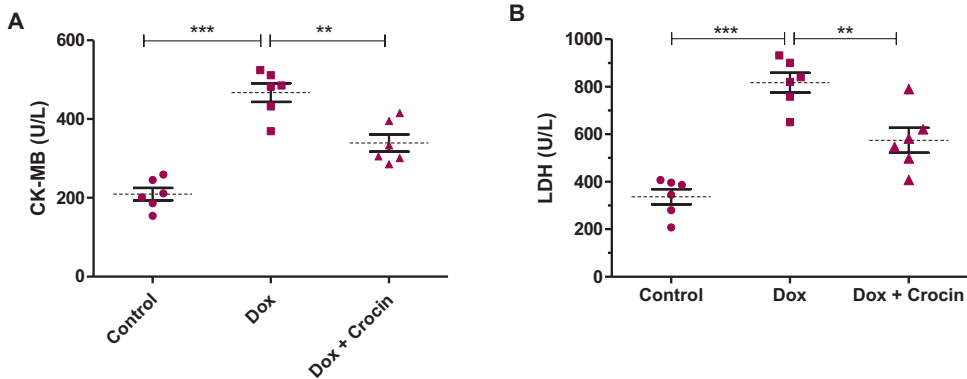 A
*** **
CK-MB (U/L)
600
400
200
0
Control
Dox
Dox + Crocin
B
*** **
LDH (U/L)
1000
800
600
400
200
0
Control
Dox
Dox + Crocin